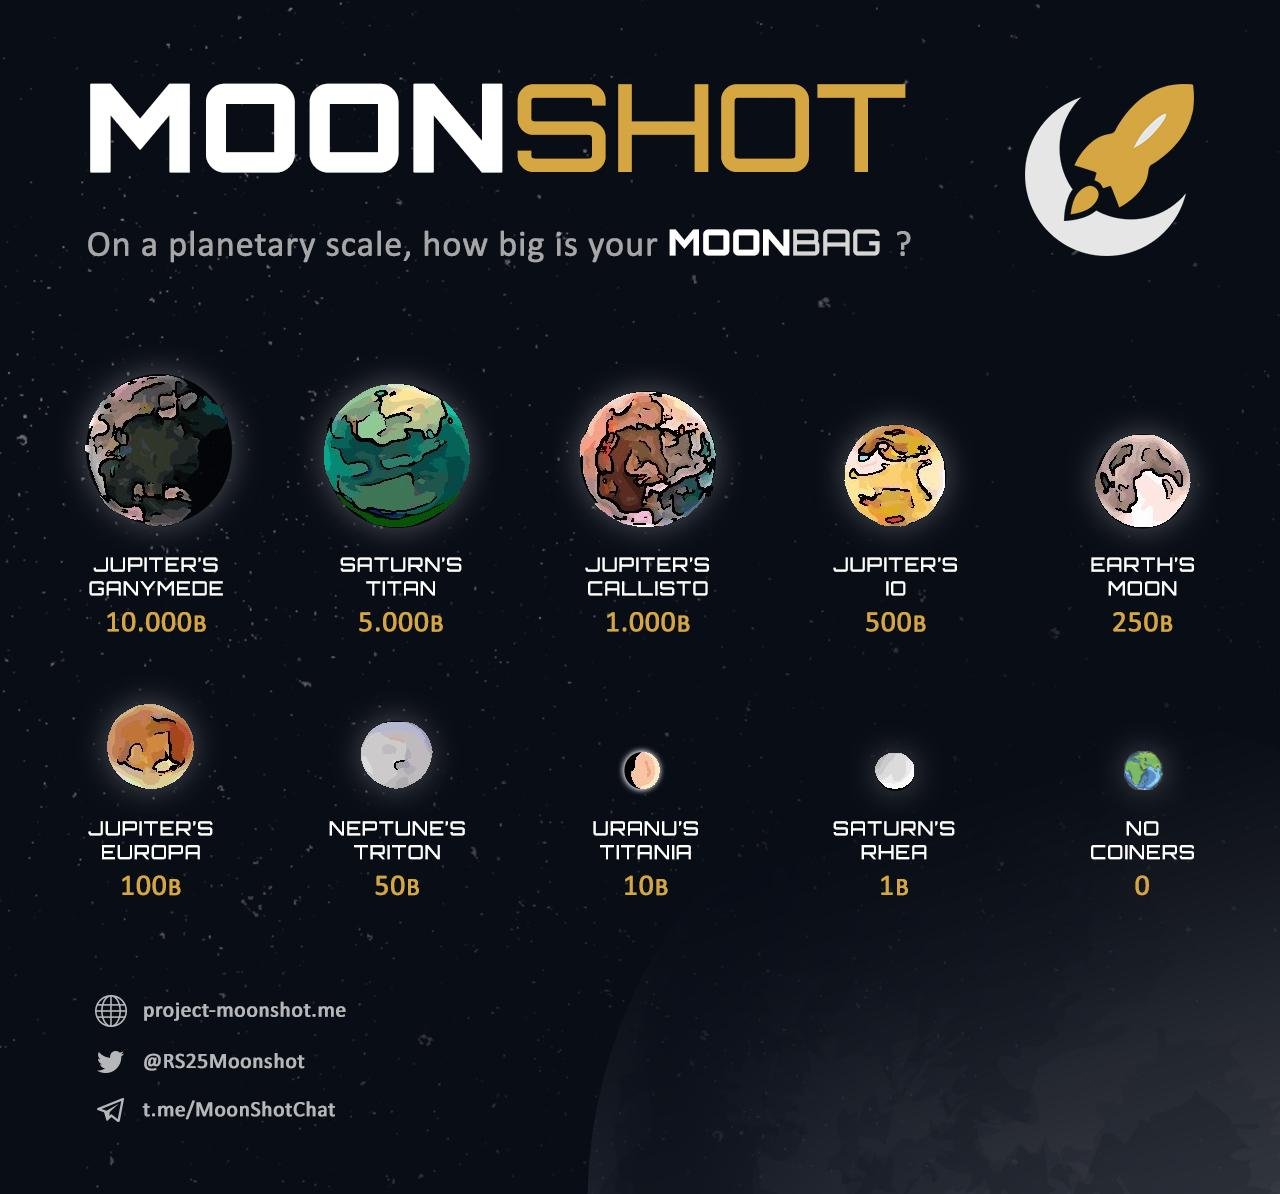 MOONSHOT
On a planetary scale, how big is your MOONBAG ?
JUPITER'S
GANYMEDE
10.000B
SATURN'S
TITAN
5.000B
JUPITER'S
CALLISTO
1.000B
JUPITER'S
IO
500B
EARTH'S
MOON
250B
JUPITER'S
EUROPA
100B
NEPTUNE'S
TRITON
50B
URANU'S
TITANIA
10B
SATURN'S
RHEA
1B
NO
COINERS
0
project-moonshot.me
@RS25Moonshot
t.me/MoonShotChat